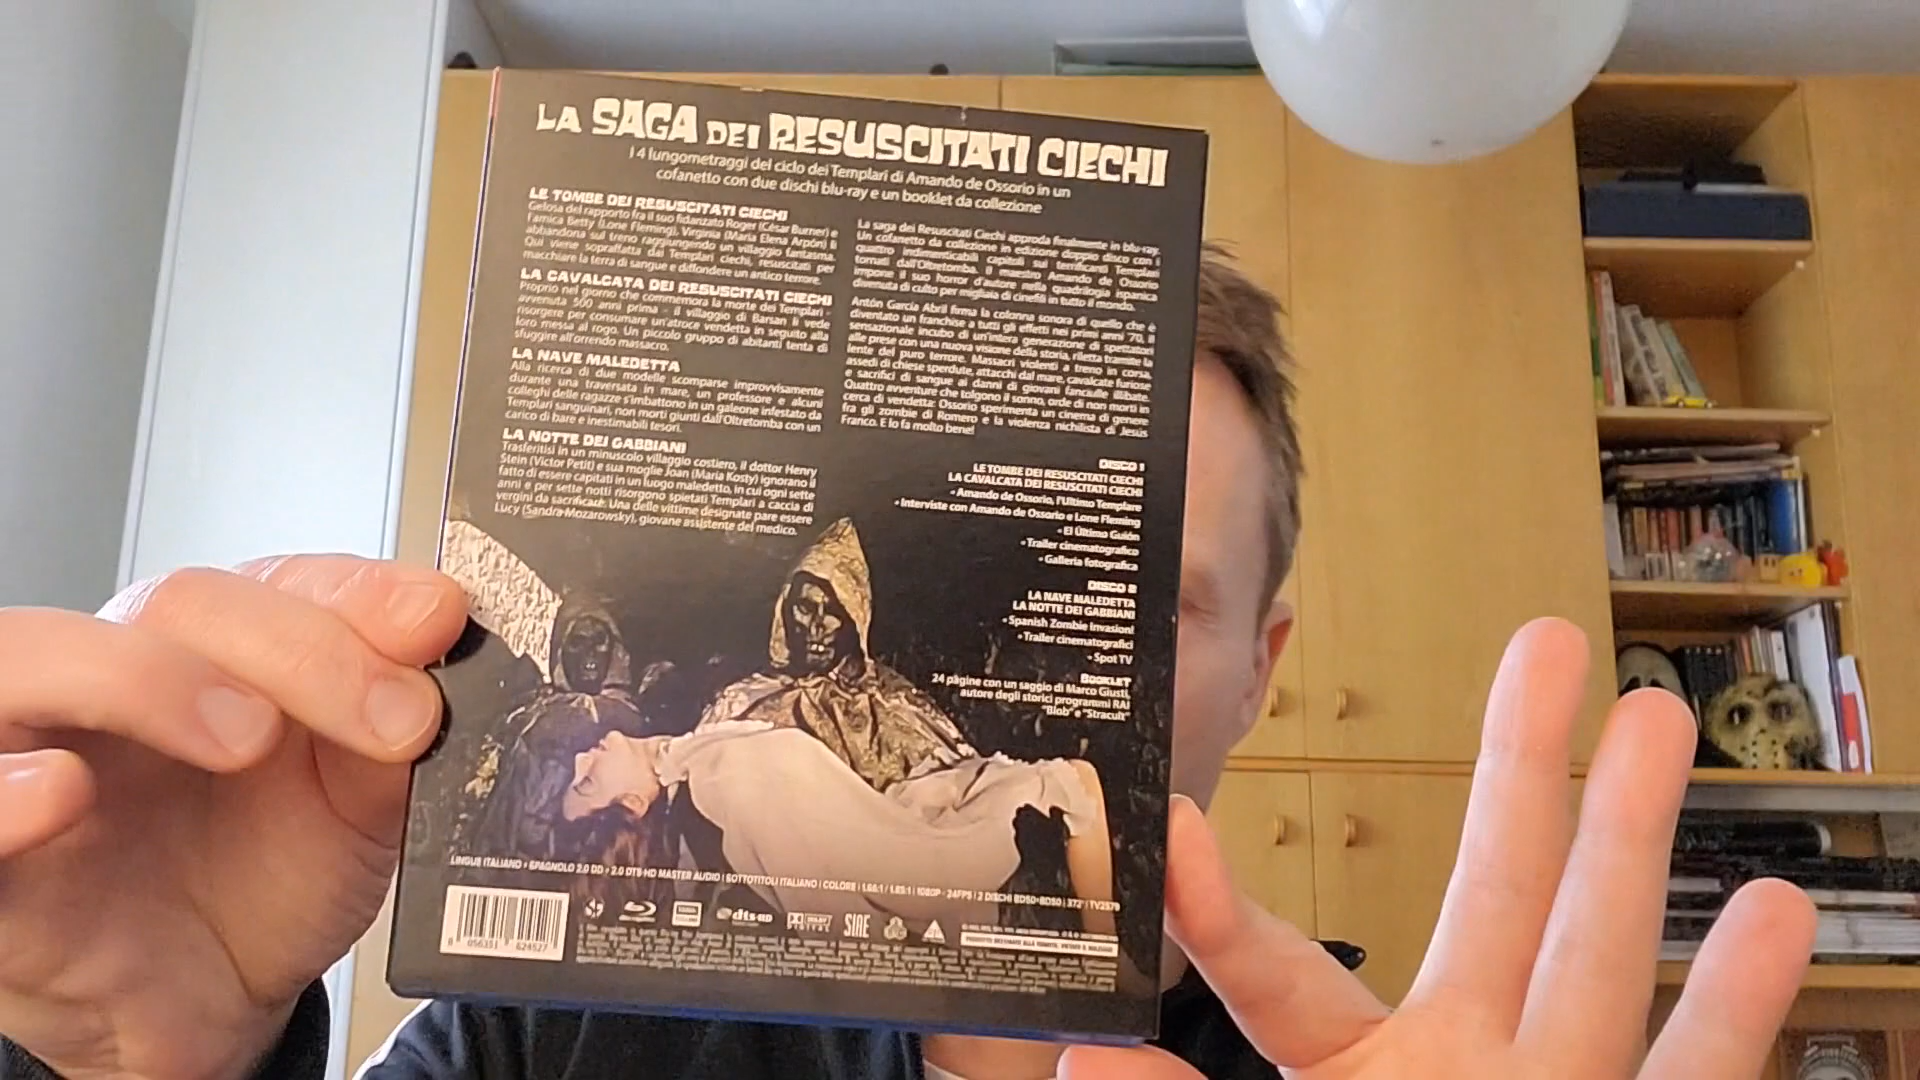 LA SAGA DEI RESUSCITATI CIECHI
I 4 lungometraggi del ciclo dei Templari di Amando de Ossorio in un
cofanetto con due dischi blu-ray e un booklet da collezione
LE TOMBE DEI RESUSCITATI CIECHI
Gelosa del rapporto fra il suo fidanzato Roger (César Burner) e
l'amica Betty (Lone Fleming), Virginia (Maria Elena Arpón) li
abbandona sul treno raggiungendo un villaggio fantasma.
Qui viene sopraffatta dai Templari ciechi, resuscitati per
macchiare la terra di sangue e diffondere un antico terrore.
LA CAVALCATA DEI RESUSCITATI CIECHI
Proprio nel giorno che commemora la morte dei Templari -
avvenuta 500 anni prima - il villaggio di Barsan li vede
risorgere per consumare un'atroce vendetta in seguito alla
loro messa al rogo. Un piccolo gruppo di abitanti tenta di
sfuggire all'orrendo massacro.
LA NAVE MALEDETTA
Alla ricerca di due modelle scomparse improvvisamente
durante una traversata in mare, un professore e alcuni
colleghi delle ragazze s'imbattono in un galeone infestato da
Templari sanguinari, non morti giunti dall'Oltretomba con un
carico di bare e inestimabili tesori.
LA NOTTE DEI GABBIANI
Trasferitisi in un minuscolo villaggio costiero, il dottor Henry
Stein (Victor Petit) e sua moglie Joan (Maria Kosty) ignorano il
fatto di essere capitati in un luogo maledetto, in cui ogni sette
anni e per sette notti risorgono spietati Templari a caccia di
vergini da sacrificare. Una delle vittime designate pare essere
Lucy (Sandra Mozarowsky), giovane assistente del medico.
La saga dei Resuscitati Ciechi approda finalmente in blu-ray.
Un cofanetto da collezione in edizione doppio disco con i
quattro indimenticabili capitoli sui terrificanti Templari
tornati dall'Oltretomba. Il maestro Amando de Ossorio
impone il suo horror d'autore nella quadrilogia ispanica
divenuta di culto per migliaia di cinefili in tutto il mondo.
Antón García Abril firma la colonna sonora di quello che è
diventato un franchise a tutti gli effetti nei primi anni '70, il
sensazionale incubo di un'intera generazione di spettatori
alle prese con una nuova visione della storia, riletta tramite la
lente del puro terrore. Massacri violenti a treno in corsa,
assedi di chiese sperdute, attacchi dal mare, cavalcate furiose
e sacrifici di sangue ai danni di giovani fanciulle illibate.
Quattro avventure che tolgono il sonno, orde di non morti in
cerca di vendetta: Ossorio sperimenta un cinema di genere
fra gli zombie di Romero e la violenza nichilista di Jesús
Franco. E lo fa molto bene!
DISCO 1
LE TOMBE DEI RESUSCITATI CIECHI
LA CAVALCATA DEI RESUSCITATI CIECHI
• Amando de Ossorio, l'Ultimo Templare
• Interviste con Amando de Ossorio e Lone Fleming
• El Último Guión
• Trailer cinematografico
• Galleria fotografica
DISCO 2
LA NAVE MALEDETTA
LA NOTTE DEI GABBIANI
• Spanish Zombie Invasion!
• Trailer cinematografici
• Spot TV
BOOKLET
24 pagine con un saggio di Marco Giusti,
autore degli storici programmi RAI
"Blob" e "Stracult"
LINGUE ITALIANO • SPAGNOLO 2.0 DD • 2.0 DTS-HD MASTER AUDIO | SOTTOTITOLI ITALIANO | COLORE | 1.66:1 / 1.85:1 | 1080P - 24FPS | 2 DISCHI BD50+BD50 | 372' | TV2579
dts-HD
DOLBY DIGITAL
SIAE
8 056351 624527